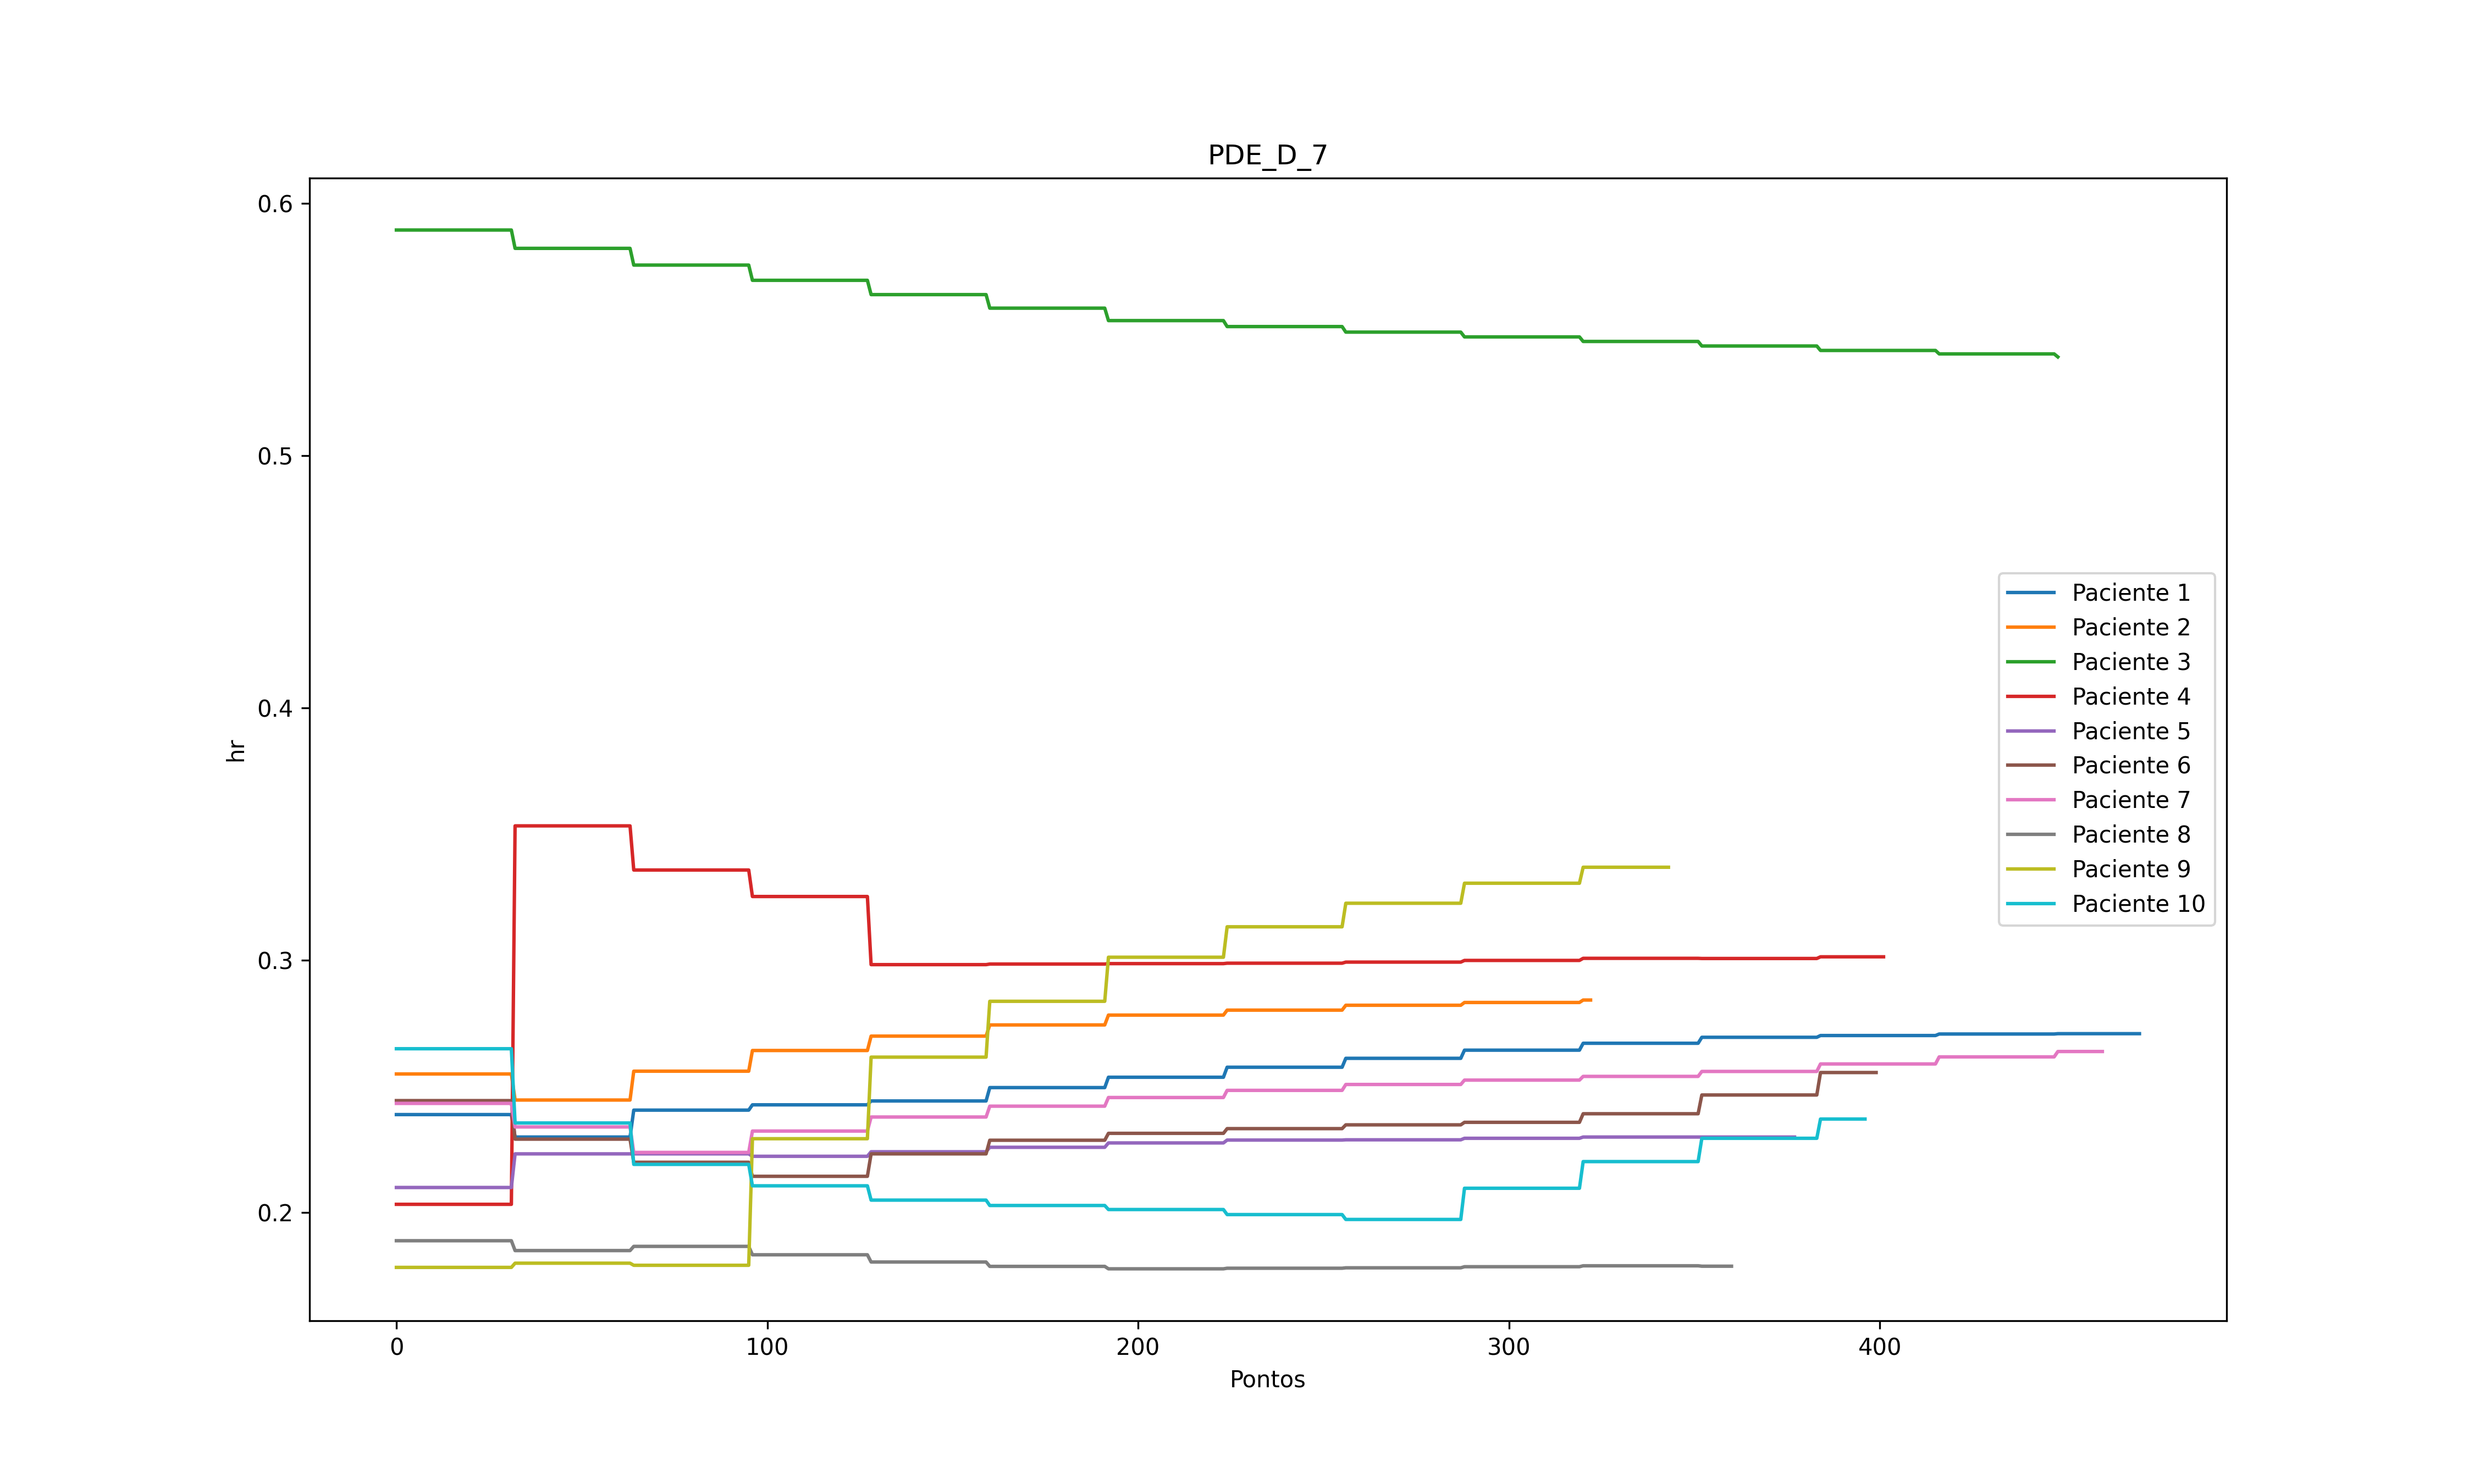 PDE_D_7
0.6
0.5
0.4
0.3
0.2
hr
0 100 200 300 400
Pontos
Paciente 1
Paciente 2
Paciente 3
Paciente 4
Paciente 5
Paciente 6
Paciente 7
Paciente 8
Paciente 9
Paciente 10